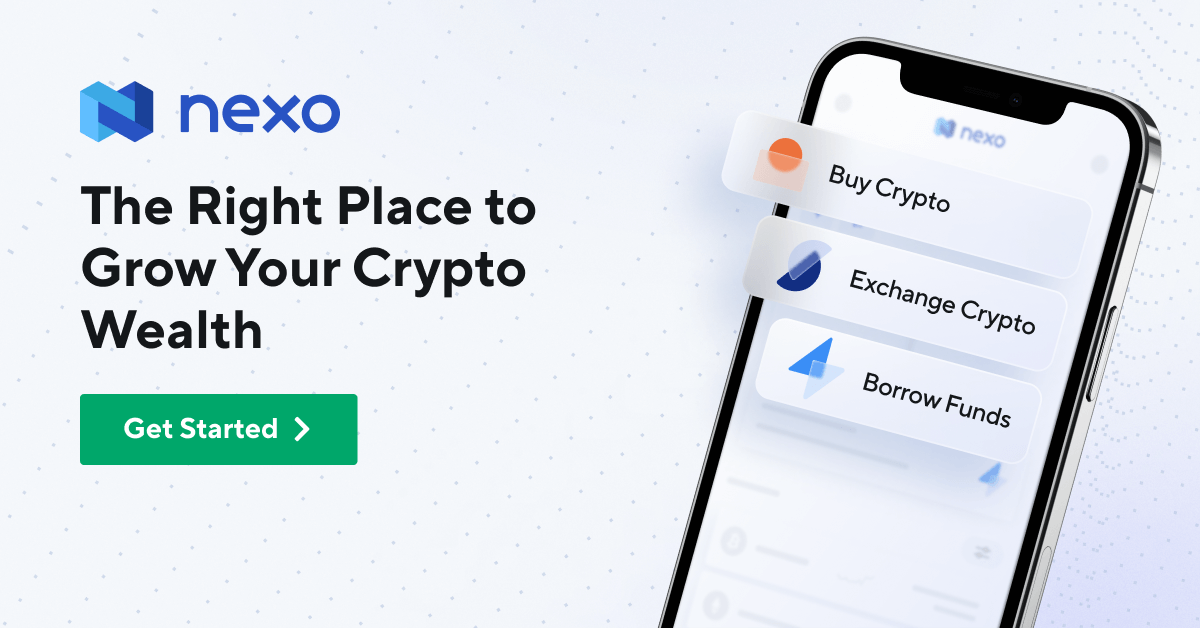 nexo
The Right Place to
Grow Your Crypto
Wealth
Get Started
nexo
Buy Crypto
Exchange Crypto
Borrow Funds